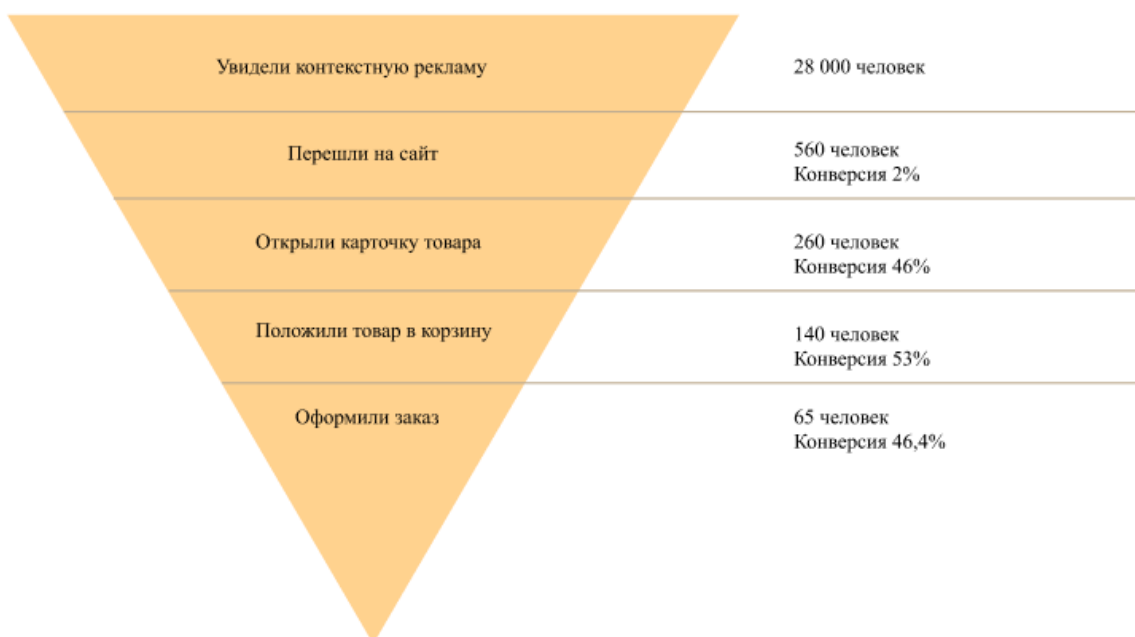 Увидели контекстную рекламу
28 000 человек
Перешли на сайт
560 человек
Конверсия 2%
Открыли карточку товара
260 человек
Конверсия 46%
Положили товар в корзину
140 человек
Конверсия 53%
Оформили заказ
65 человек
Конверсия 46,4%